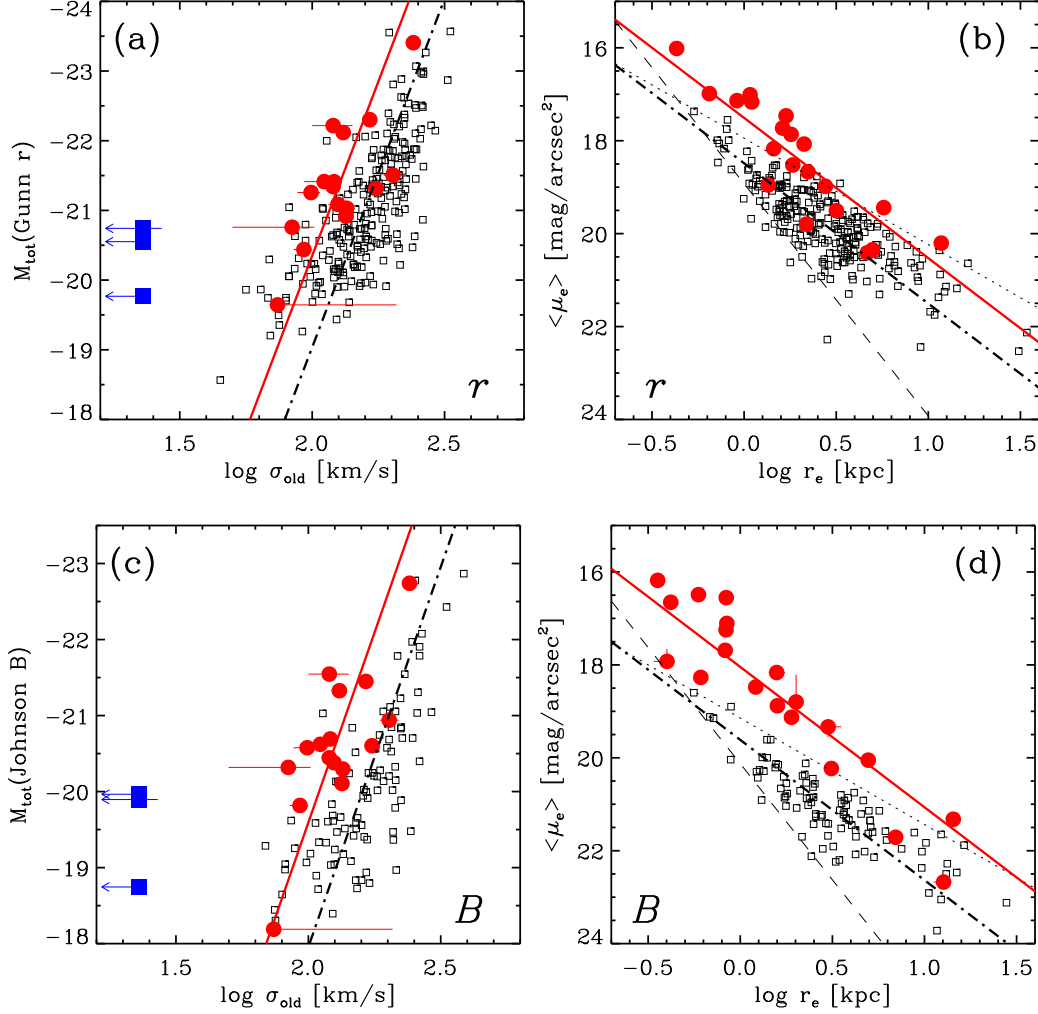 (a)
M_tot(Gunn r)
-24
-23
-22
-21
-20
-19
-18
r
1.5 2.0 2.5
log σ_old [km/s]
(b)
<μ_e> [mag/arcsec²]
16
18
20
22
24
r
-0.5 0.0 0.5 1.0 1.5
log r_e [kpc]
(c)
M_tot(Johnson B)
-23
-22
-21
-20
-19
-18
B
1.5 2.0 2.5
log σ_old [km/s]
(d)
<μ_e> [mag/arcsec²]
16
18
20
22
24
B
-0.5 0.0 0.5 1.0 1.5
log r_e [kpc]